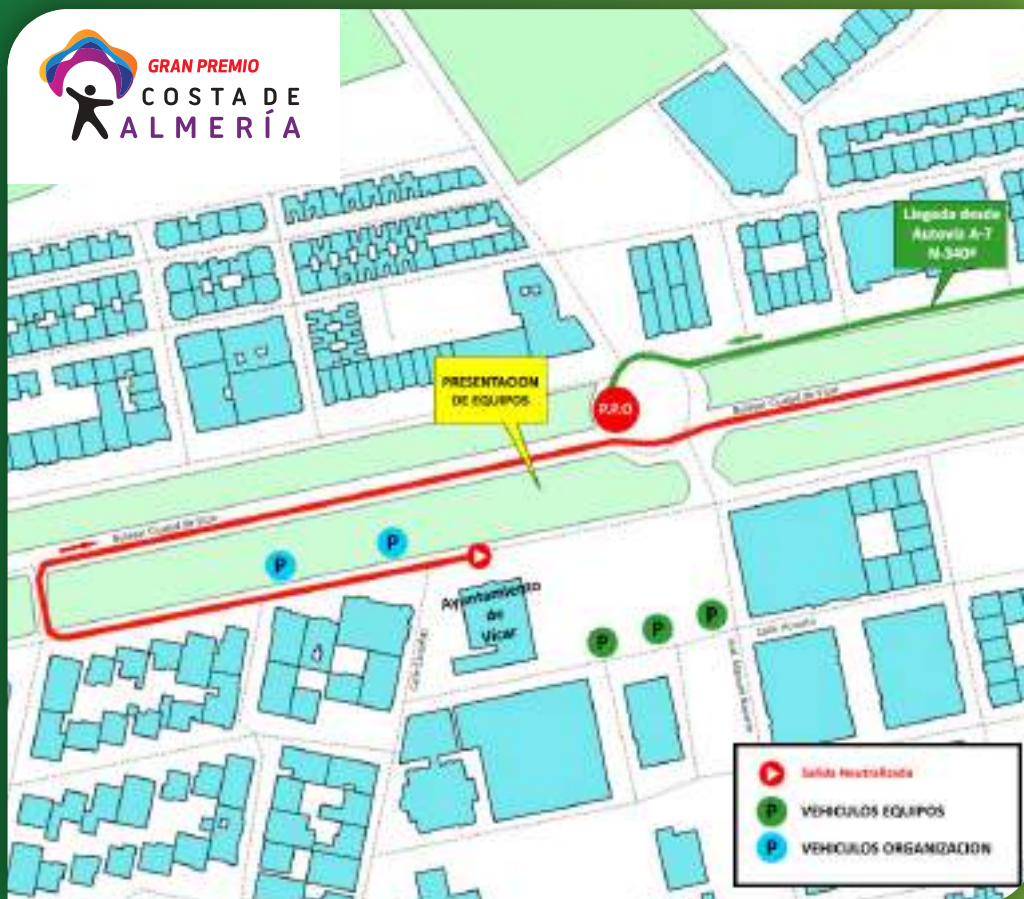 GRAN PREMIO
COSTA DE
ALMERÍA
Llegada desde
Autovía A-7
N-340ª
PRESENTACION
DE EQUIPOS
P.P.O
Bulevar Ciudad de Vícar
Bulevar Ciudad de Vícar
P
P
Ayuntamiento
de
Vícar
P
P
P
Salida Neutralizada
P VEHICULOS EQUIPOS
P VEHICULOS ORGANIZACION